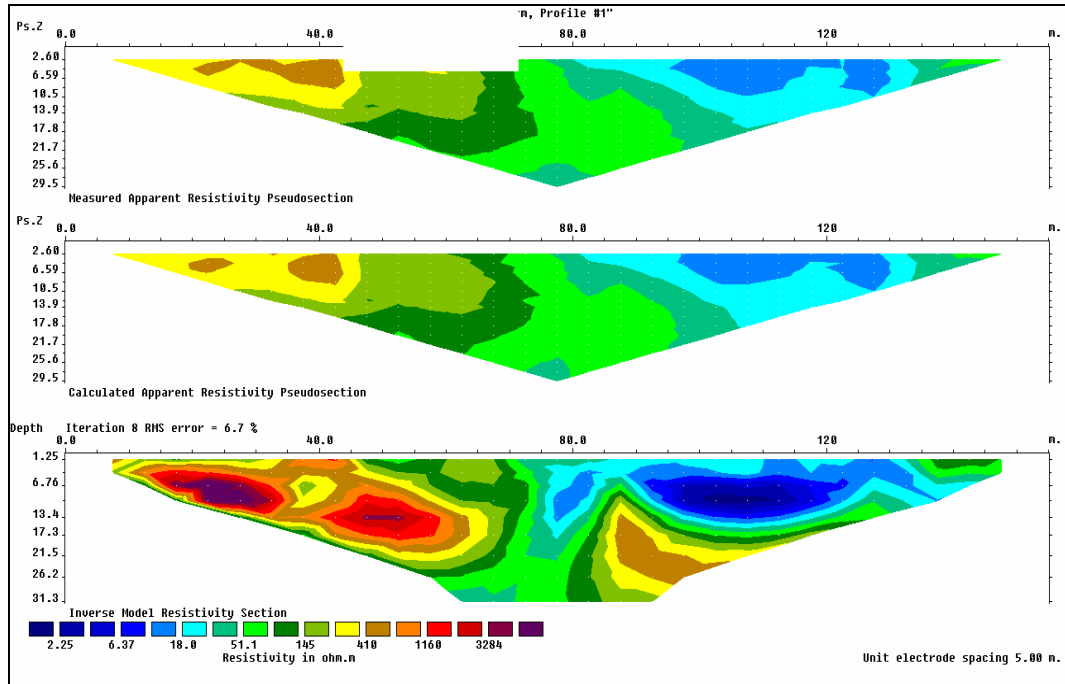 m, Profile #1"
Ps.Z 0.0 40.0 80.0 120 m.
2.60
6.59
10.5
13.9
17.8
21.7
25.6
29.5
Measured Apparent Resistivity Pseudosection
Ps.Z 0.0 40.0 80.0 120 m.
2.60
6.59
10.5
13.9
17.8
21.7
25.6
29.5
Calculated Apparent Resistivity Pseudosection
Depth Iteration 8 RMS error = 6.7 %
0.0 40.0 80.0 120 m.
1.25
6.76
13.4
17.3
21.5
26.2
31.3
Inverse Model Resistivity Section
2.25 6.37 18.0 51.1 145 410 1160 3284
Resistivity in ohm.m
Unit electrode spacing 5.00 m.